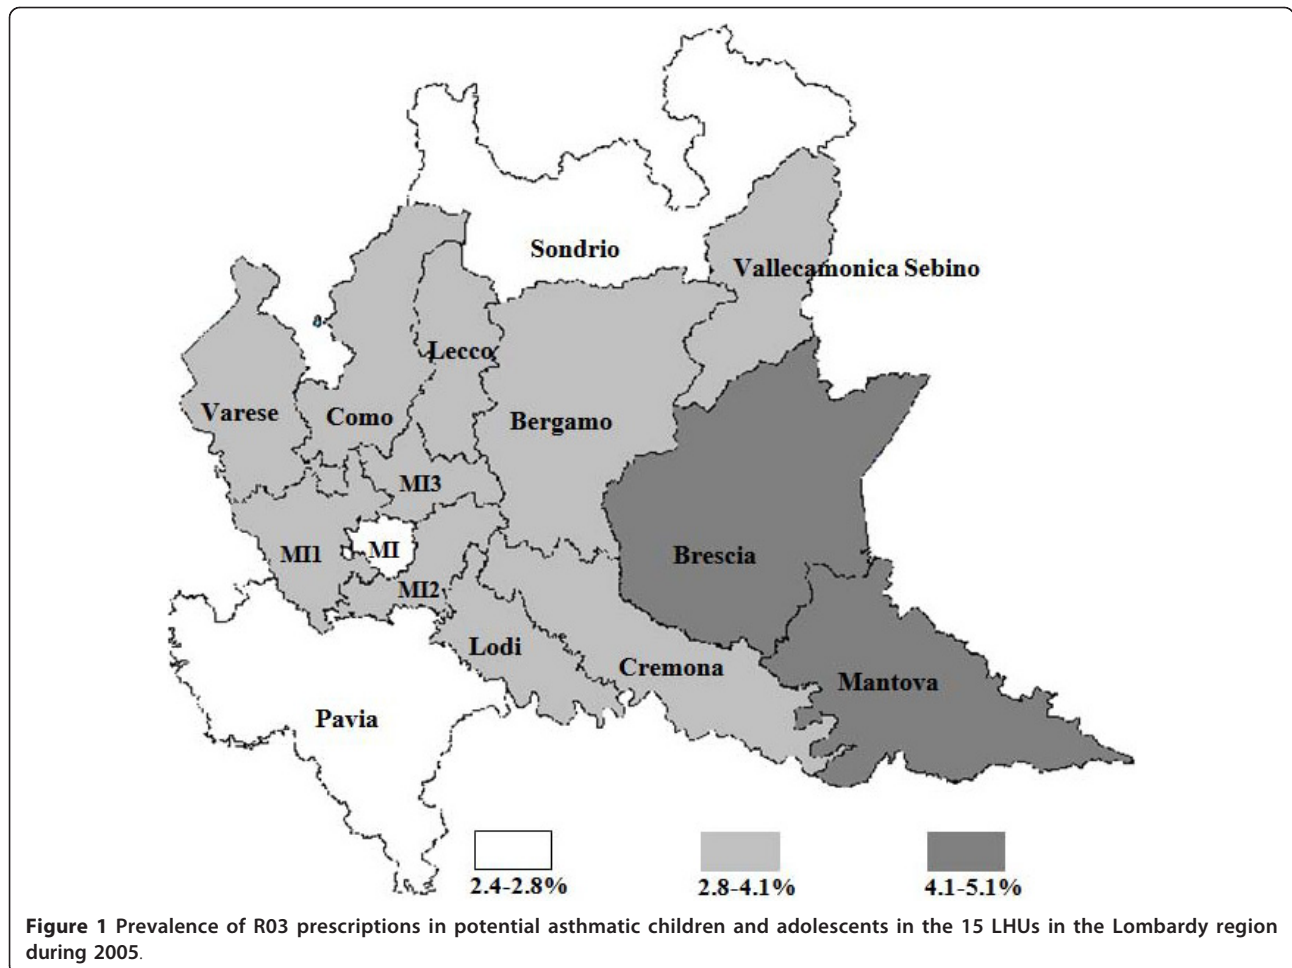 Sondrio
Vallecamonica Sebino
Lecco
Varese
Como
Bergamo
MI3
MI1
MI
Brescia
MI2
Lodi
Cremona
Mantova
Pavia
2.4-2.8%
2.8-4.1%
4.1-5.1%
Figure 1 Prevalence of R03 prescriptions in potential asthmatic children and adolescents in the 15 LHUs in the Lombardy region
during 2005.